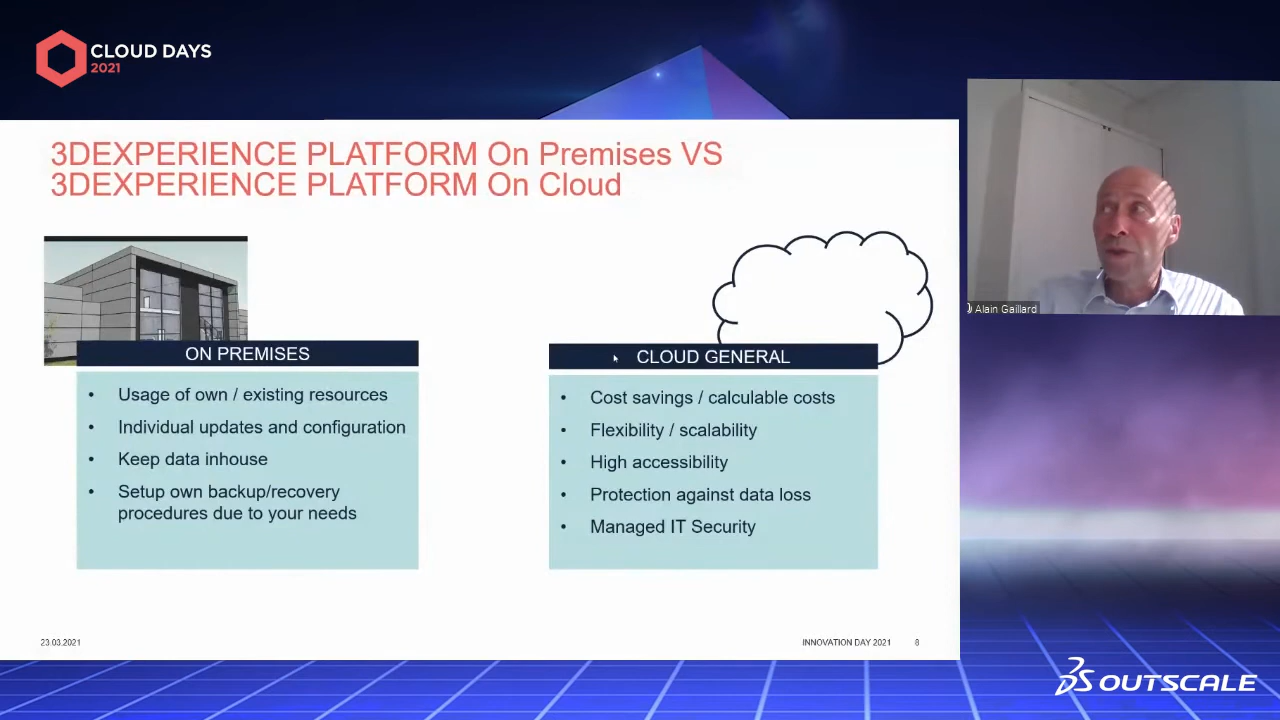 CLOUD DAYS
2021
3DEXPERIENCE PLATFORM On Premises VS
3DEXPERIENCE PLATFORM On Cloud
ON PREMISES
• Usage of own / existing resources
• Individual updates and configuration
• Keep data inhouse
• Setup own backup/recovery
procedures due to your needs
CLOUD GENERAL
• Cost savings / calculable costs
• Flexibility / scalability
• High accessibility
• Protection against data loss
• Managed IT Security
23.03.2021
INNOVATION DAY 2021 8
Alain Gaillard
OUTSCALE